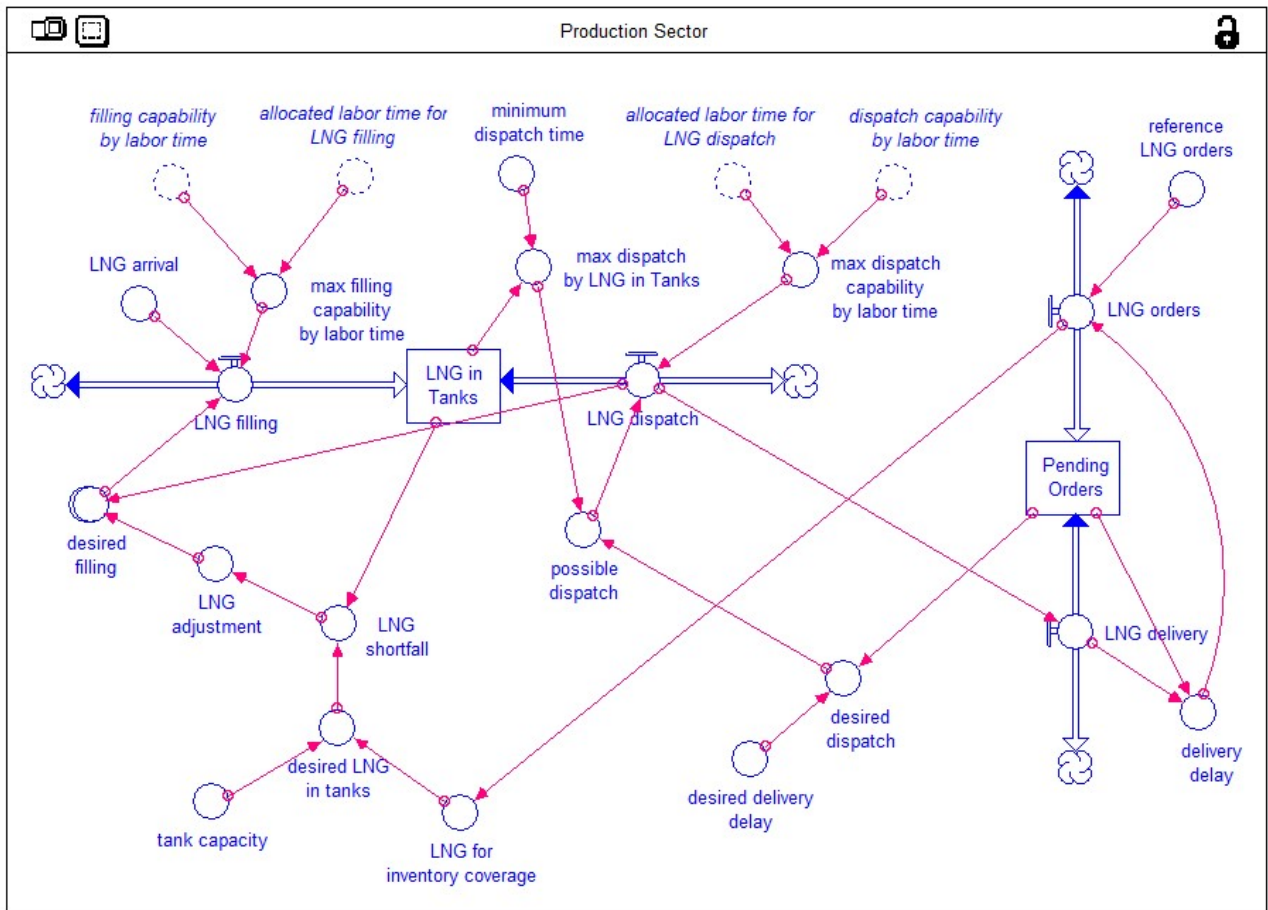 Production Sector
filling capability
by labor time
allocated labor time for
LNG filling
minimum
dispatch time
allocated labor time for
LNG dispatch
dispatch capability
by labor time
reference
LNG orders
LNG arrival
max filling
capability
by labor time
max dispatch
by LNG in Tanks
max dispatch
capability
by labor time
LNG orders
LNG in
Tanks
LNG filling
LNG dispatch
Pending
Orders
desired
filling
LNG
adjustment
LNG
shortfall
possible
dispatch
LNG delivery
desired
dispatch
delivery
delay
desired LNG
in tanks
desired delivery
delay
tank capacity
LNG for
inventory coverage